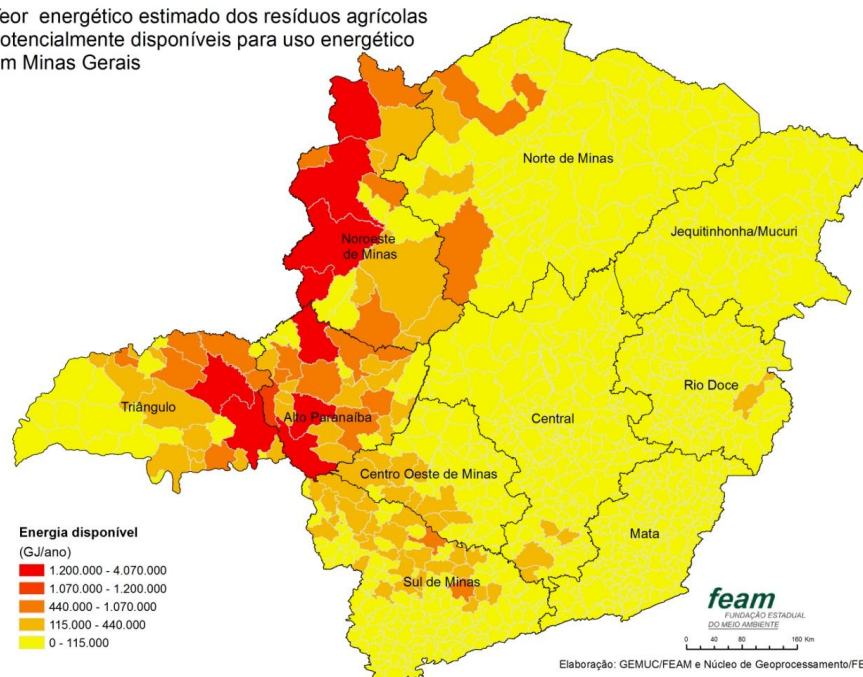 eor energético estimado dos resíduos agrícolas
otencialmente disponíveis para uso energético
m Minas Gerais
Norte de Minas
Jequitinhonha/Mucuri
Noroeste
de Minas
Rio Doce
Triângulo
Alto Paranaíba
Central
Centro Oeste de Minas
Mata
Sul de Minas
Energia disponível
(GJ/ano)
1.200.000 - 4.070.000
1.070.000 - 1.200.000
440.000 - 1.070.000
115.000 - 440.000
0 - 115.000
feam
FUNDAÇÃO ESTADUAL
DO MEIO AMBIENTE
0 40 80 160 Km
Elaboração: GEMUC/FEAM e Núcleo de Geoprocessamento/FE